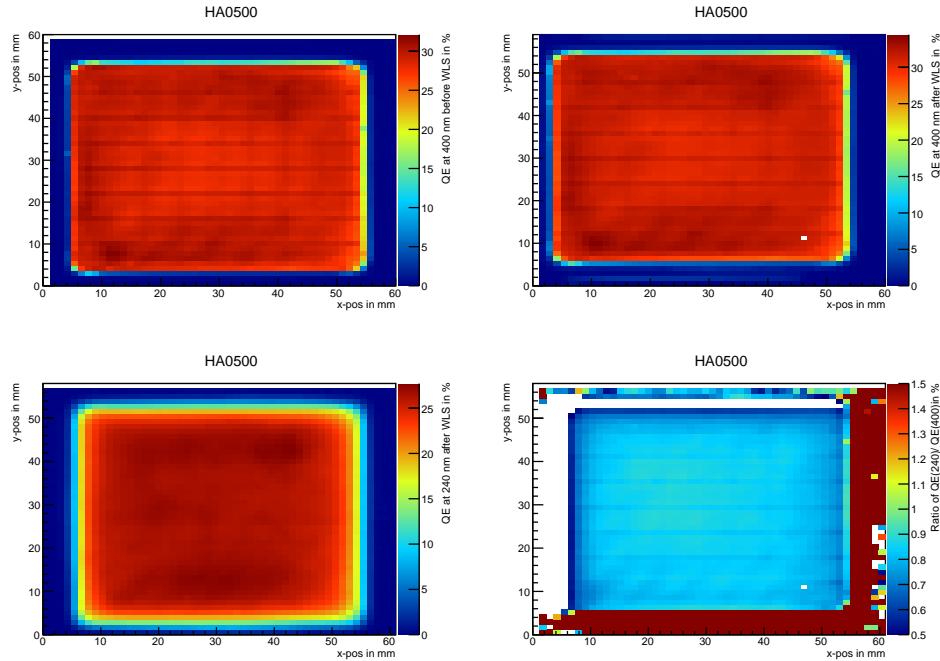 HA0500
y-pos in mm
60
50
40
30
20
10
0
0 10 20 30 40 50 60
x-pos in mm
30
25
20
15
10
5
0
QE at 400 nm before WLS in %
HA0500
y-pos in mm
50
40
30
20
10
0
0 10 20 30 40 50 60
x-pos in mm
30
25
20
15
10
5
0
QE at 400 nm after WLS in %
HA0500
y-pos in mm
50
40
30
20
10
0
0 10 20 30 40 50 60
x-pos in mm
25
20
15
10
5
0
QE at 240 nm after WLS in %
HA0500
y-pos in mm
50
40
30
20
10
0
0 10 20 30 40 50 60
x-pos in mm
1.5
1.4
1.3
1.2
1.1
1
0.9
0.8
0.7
0.6
0.5
Ratio of QE(240)/ QE(400)in %